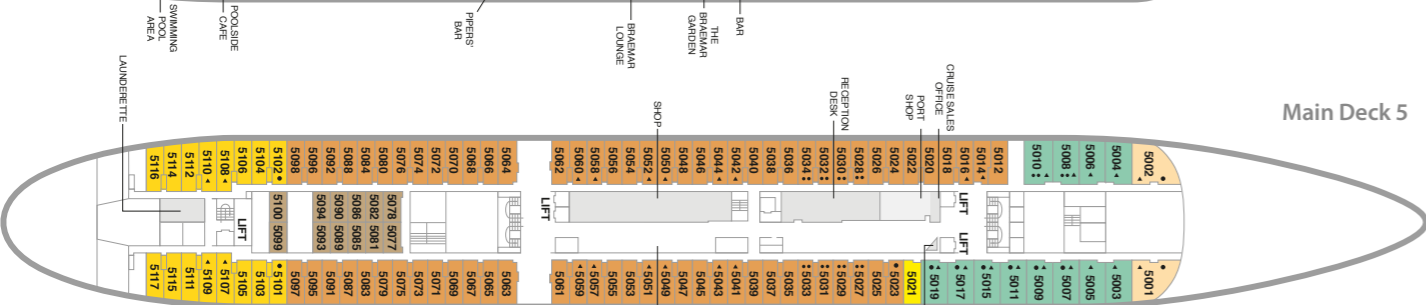 SWIMMING
POOL
AREA
POOLSIDE
CAFE
PIPERS'
BAR
BRAEMAR
LOUNGE
THE
BRAEMAR
GARDEN
BAR
Main Deck 5
LAUNDERETTE
SHOP
RECEPTION
DESK
CRUISE SALES
OFFICE
PORT
SHOP
5116 5114 5112 5110 5108 5106 5104 5102 5098 5096 5092 5088 5084 5080 5076 5074 5072 5070 5068 5066 5064 5062 5060 5058 5056 5054 5052 5050 5048 5046 5044 5042 5040 5038 5036 5034 5032 5030 5028 5026 5024 5022 5020 5018 5016 5014 5012 5010 5008 5006 5004 5002
5100 5094 5090 5086 5082 5078
LIFT LIFT LIFT LIFT
5099 5093 5089 5085 5081 5077
5117 5115 5111 5109 5107 5105 5103 5101 5097 5095 5091 5087 5083 5079 5075 5073 5071 5069 5067 5065 5063 5061 5059 5057 5055 5053 5051 5049 5047 5045 5043 5041 5039 5037 5035 5033 5031 5029 5027 5025 5023 5021 5019 5017 5015 5011 5009 5007 5005 5003 5001